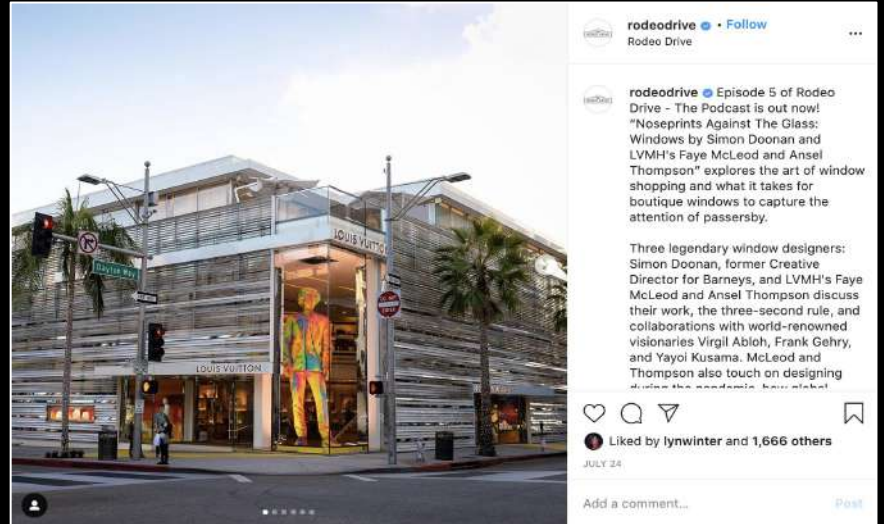 LOUIS VUITTON
Dayton Way
LOUIS VUITTON
rodeodrive • Follow
Rodeo Drive
rodeodrive Episode 5 of Rodeo
Drive - The Podcast is out now!
"Noseprints Against The Glass:
Windows by Simon Doonan and
LVMH's Faye McLeod and Ansel
Thompson" explores the art of window
shopping and what it takes for
boutique windows to capture the
attention of passersby.
Three legendary window designers:
Simon Doonan, former Creative
Director for Barneys, and LVMH's Faye
McLeod and Ansel Thompson discuss
their work, the three-second rule, and
collaborations with world-renowned
visionaries Virgil Abloh, Frank Gehry,
and Yayoi Kusama. McLeod and
Thompson also touch on designing
during the pandemic, how global
Liked by lynwinter and 1,666 others
JULY 24
Add a comment...
Post